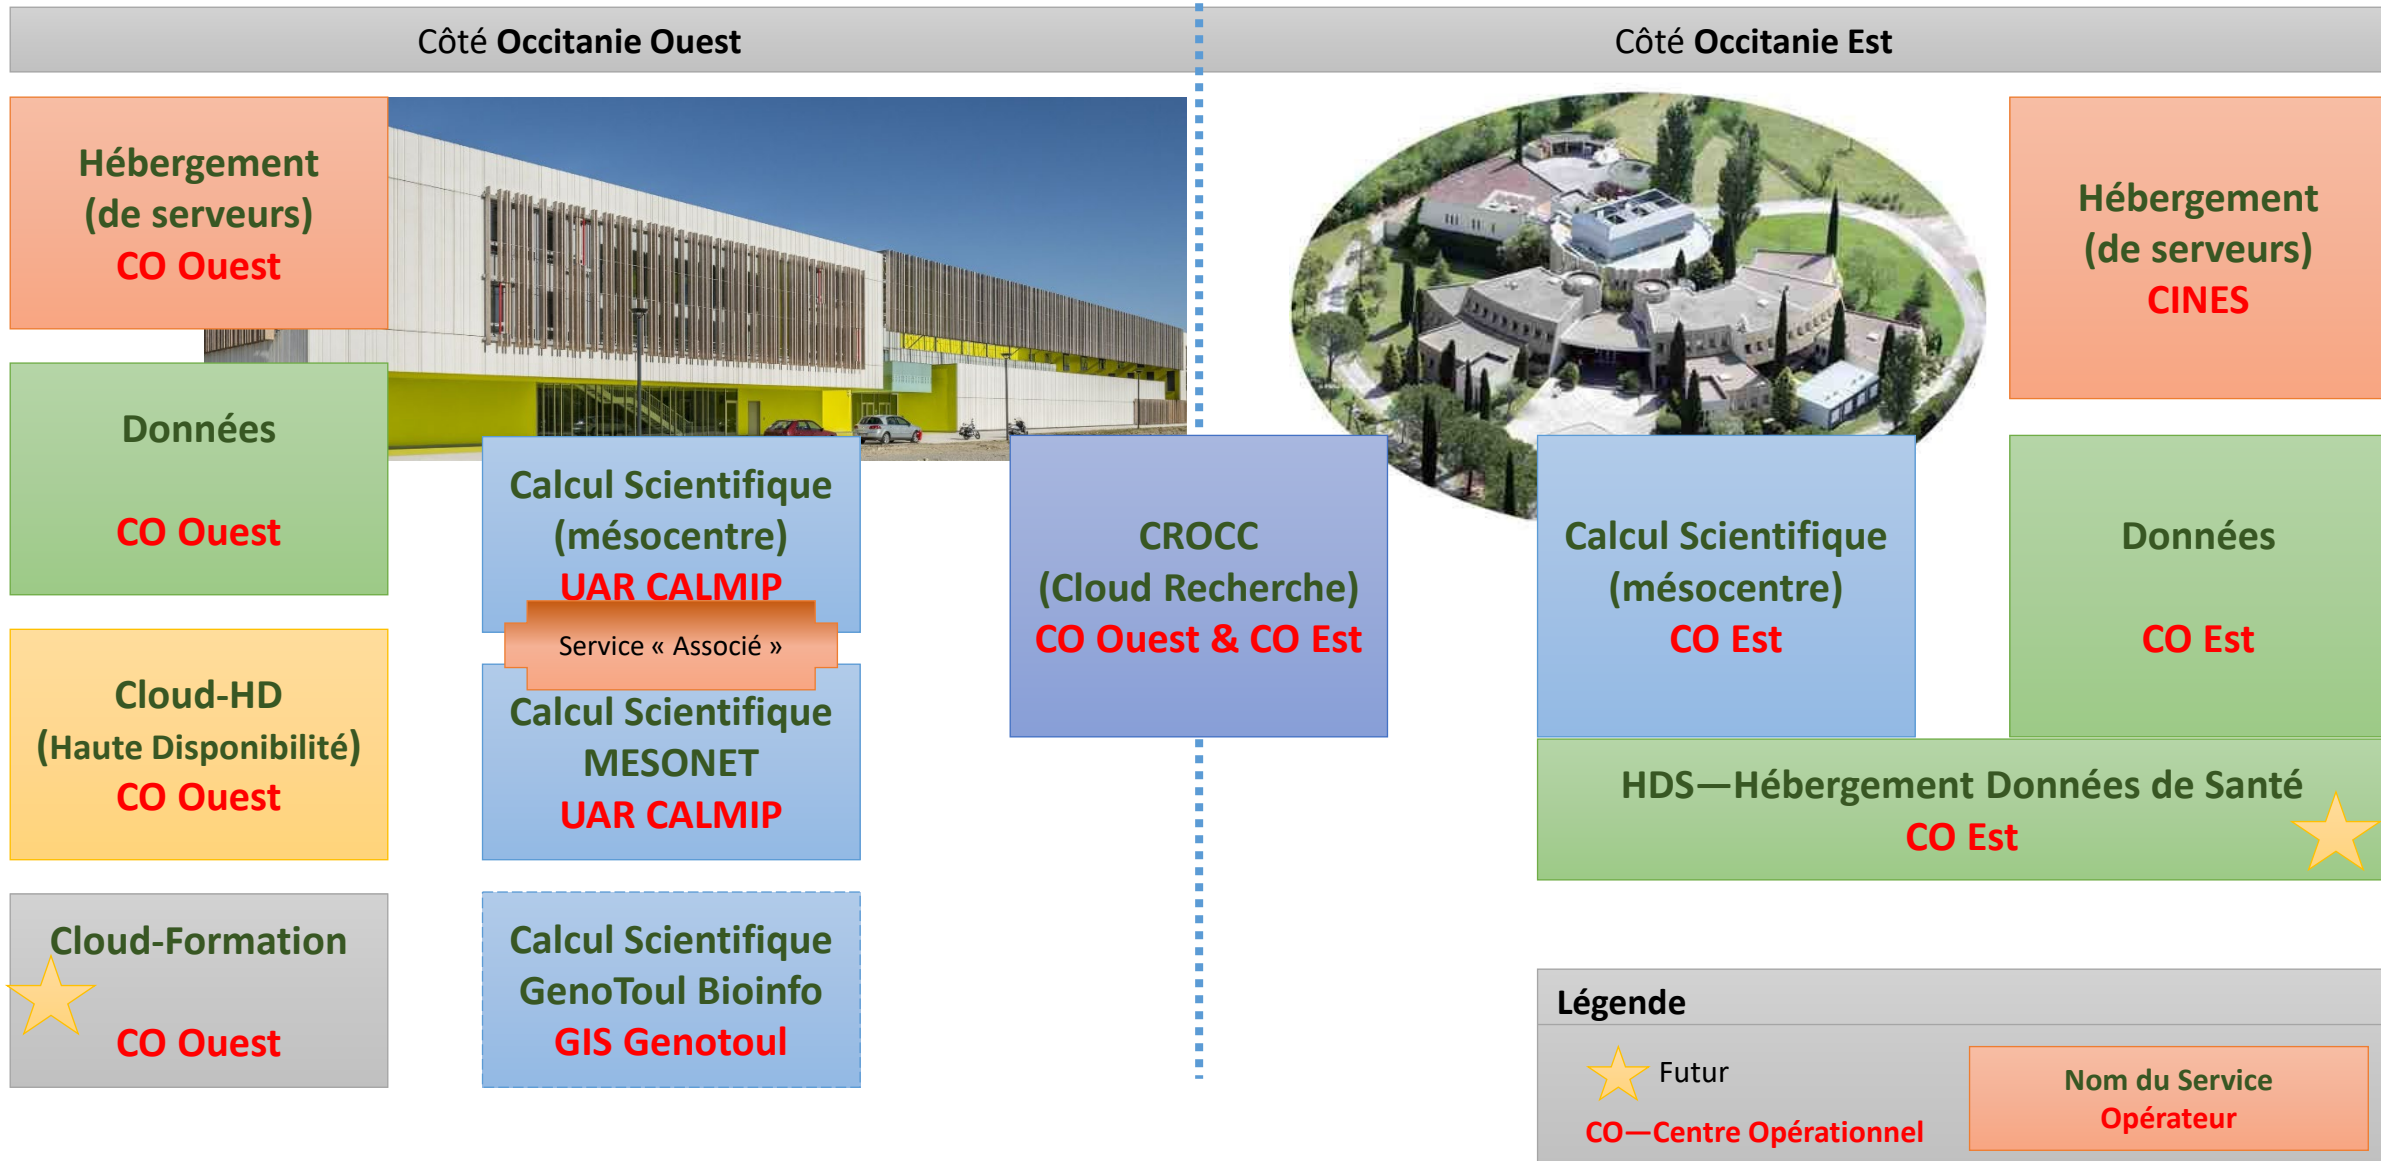 Côté Occitanie Ouest
Côté Occitanie Est
Hébergement
(de serveurs)
CO Ouest
Données
CO Ouest
Cloud-HD
(Haute Disponibilité)
CO Ouest
Cloud-Formation
CO Ouest
Calcul Scientifique
(mésocentre)
UAR CALMIP
Service « Associé »
Calcul Scientifique
MESONET
UAR CALMIP
Calcul Scientifique
GenoToul Bioinfo
GIS Genotoul
CROCC
(Cloud Recherche)
CO Ouest & CO Est
Calcul Scientifique
(mésocentre)
CO Est
Hébergement
(de serveurs)
CINES
Données
CO Est
HDS—Hébergement Données de Santé
CO Est
Légende
Futur
CO—Centre Opérationnel
Nom du Service
Opérateur